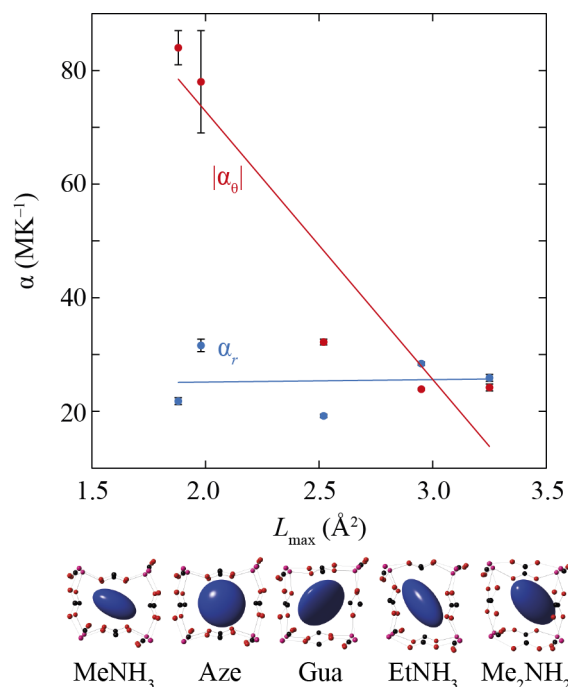 80
60
40
20
α (MK⁻¹)
|α_θ|
α_r
1.5 2.0 2.5 3.0 3.5
L_max (Å²)
MeNH₃ Aze Gua EtNH₃ Me₂NH₂